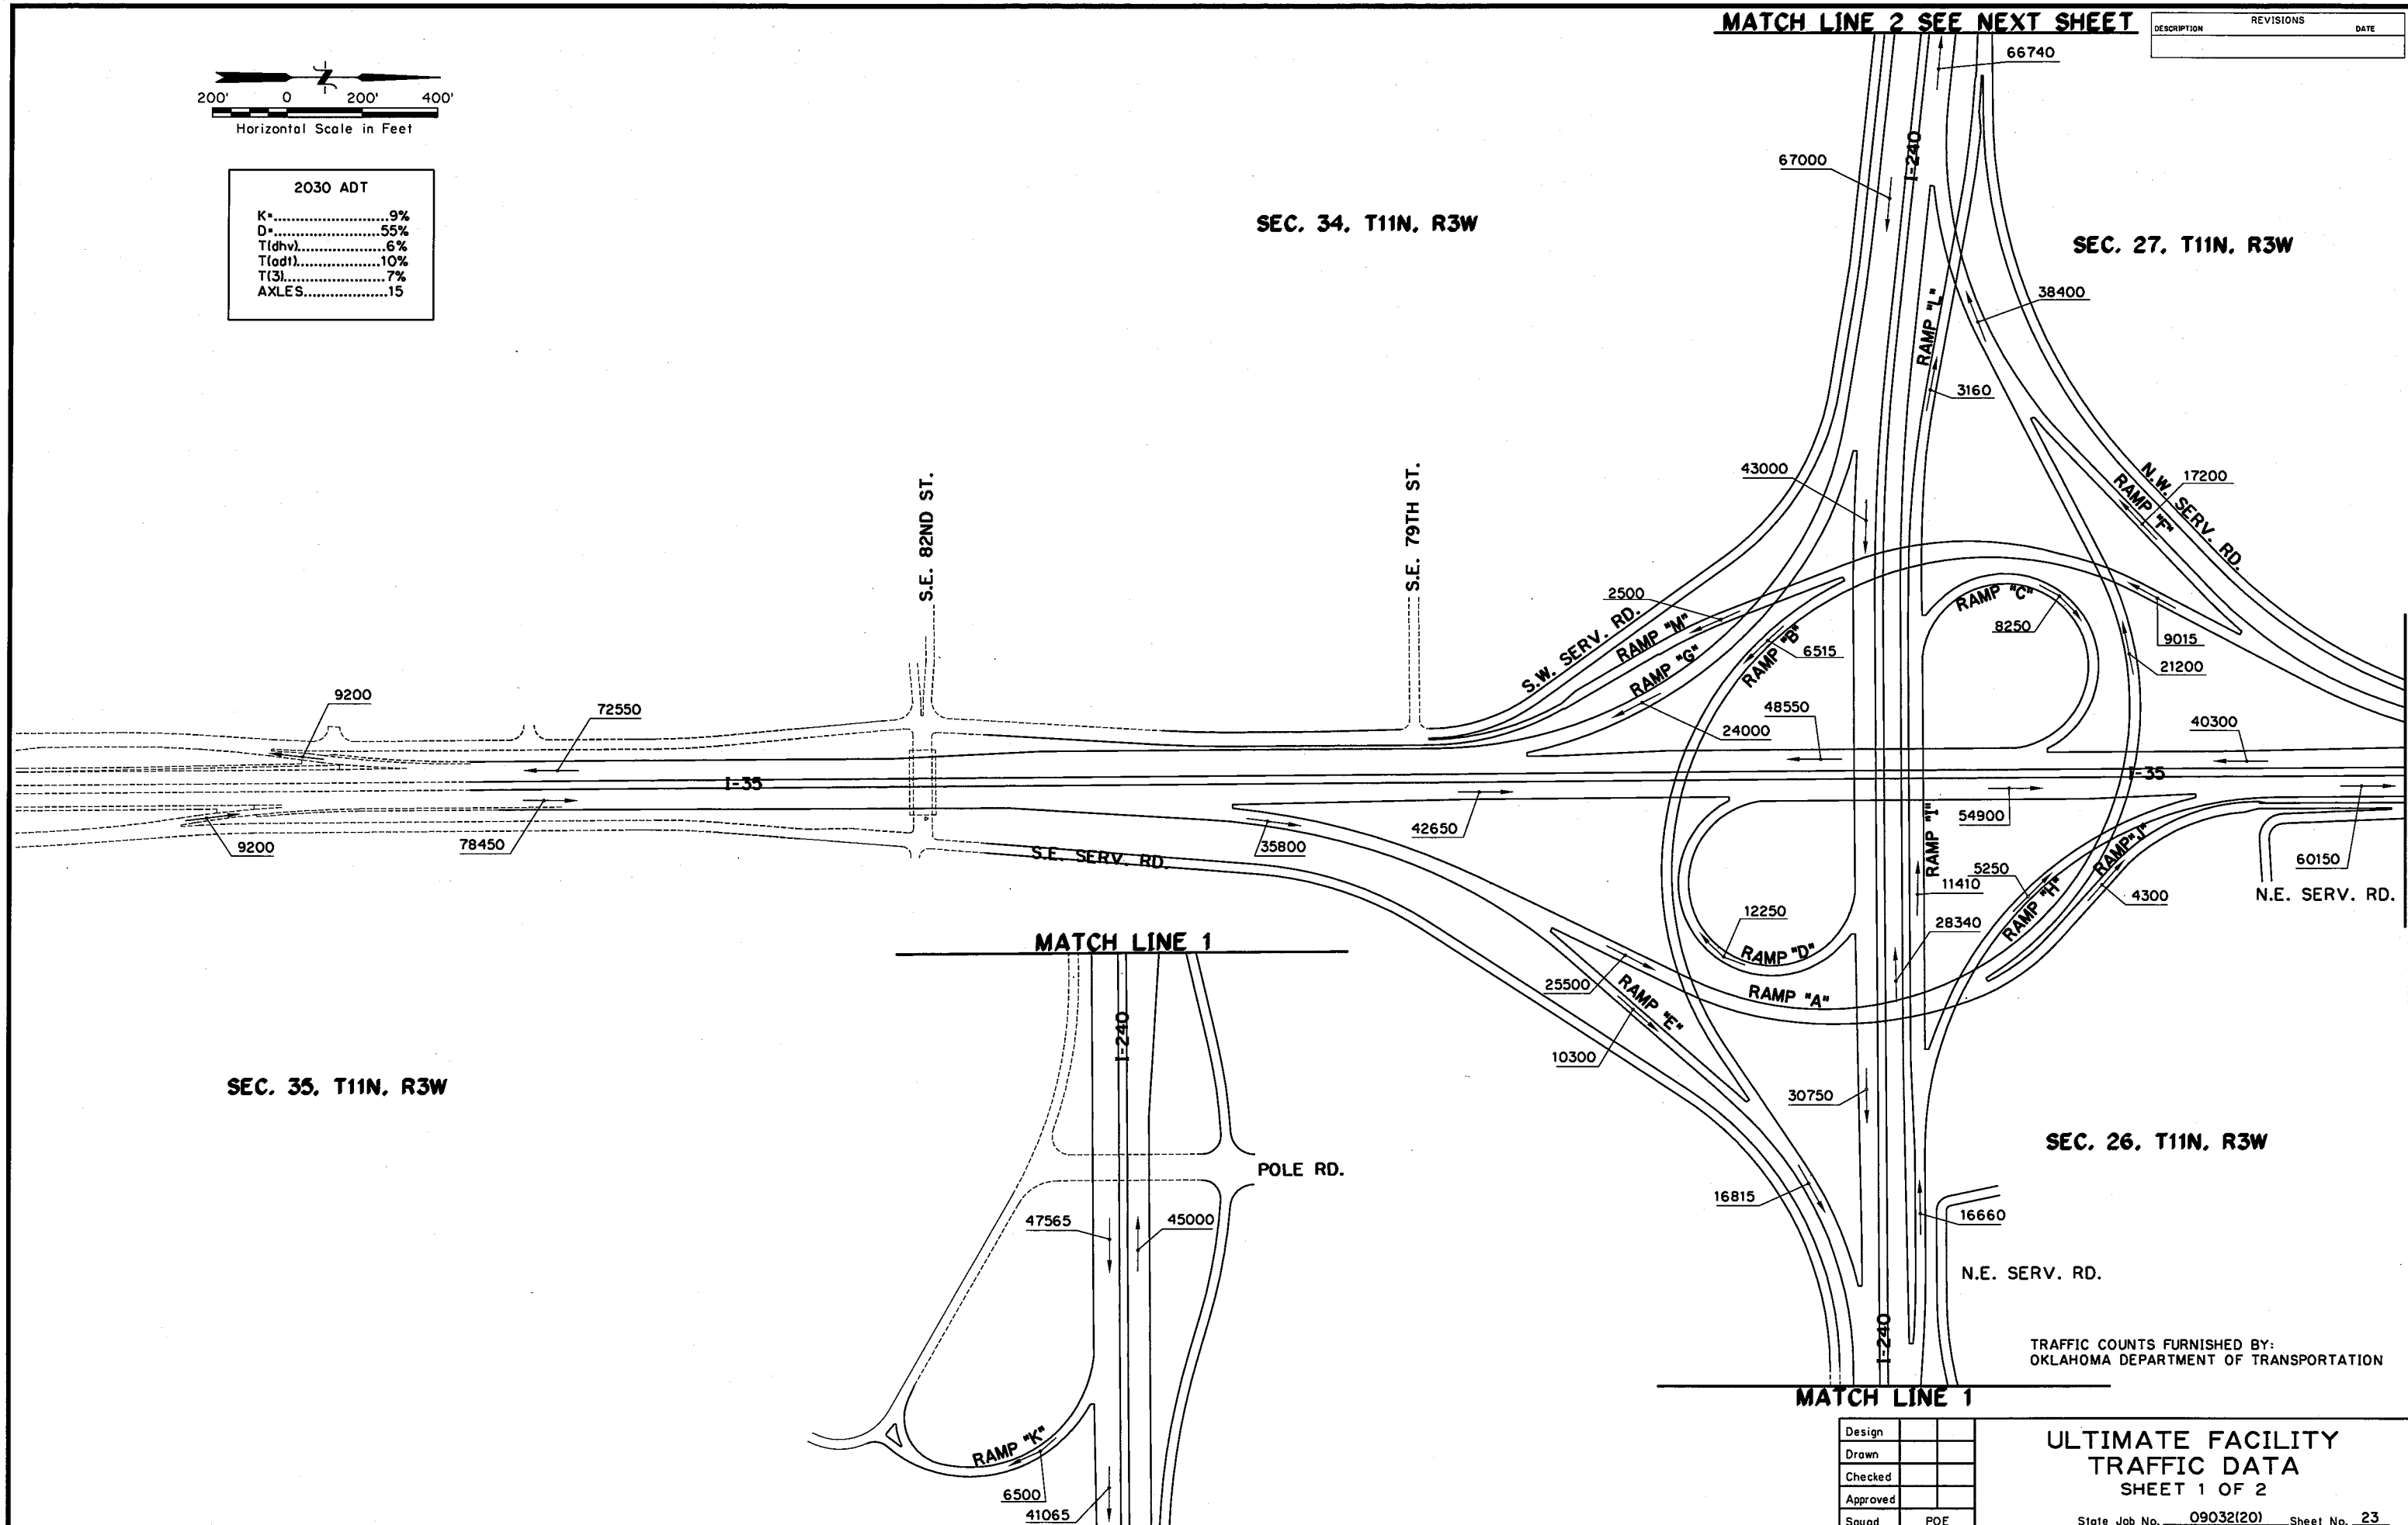 MATCH LINE 2 SEE NEXT SHEET
REVISIONS
DESCRIPTION DATE
200' 0 200' 400'
Horizontal Scale in Feet
2030 ADT
K=..........................9%
D=........................55%
T(dhv)....................6%
T(adt)...................10%
T(3).......................7%
AXLES...................15
SEC. 34, T11N, R3W
SEC. 27, T11N, R3W
66740
67000
I-240
38400
RAMP "L"
3160
43000
17200
RAMP "F"
N.W. SERV. RD.
S.E. 82ND ST.
S.E. 79TH ST.
2500
S.W. SERV. RD.
RAMP "M"
RAMP "G"
RAMP "B"
6515
RAMP "C"
8250
9015
21200
24000
48550
40300
9200
72550
I-35
I-35
9200
78450
S.E. SERV. RD.
35800
42650
54900
60150
N.E. SERV. RD.
RAMP "I"
11410
5250
RAMP "H"
RAMP "J"
4300
28340
12250
RAMP "D"
25500
RAMP "A"
RAMP "E"
10300
30750
16815
16660
SEC. 26, T11N, R3W
N.E. SERV. RD.
I-240
MATCH LINE 1
MATCH LINE 1
I-240
SEC. 35, T11N, R3W
POLE RD.
47565
45000
RAMP "K"
6500
41065
TRAFFIC COUNTS FURNISHED BY:
OKLAHOMA DEPARTMENT OF TRANSPORTATION
Design
Drawn
Checked
Approved
Squad POE
ULTIMATE FACILITY
TRAFFIC DATA
SHEET 1 OF 2
State Job No. 09032(20) Sheet No. 23